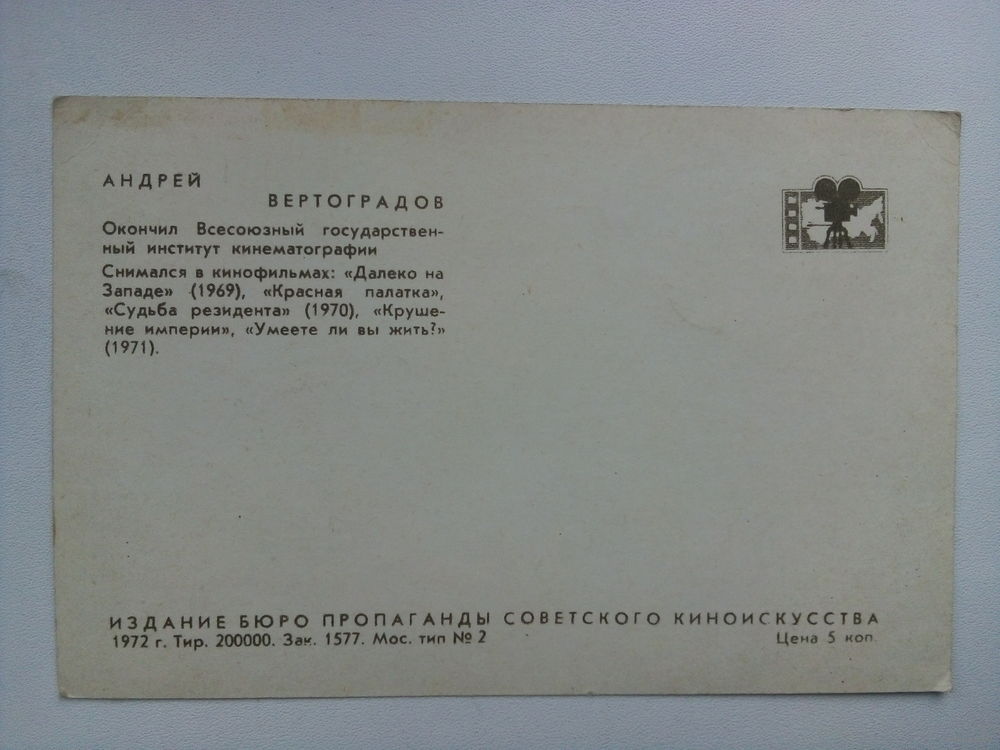 АНДРЕЙ
ВЕРТОГРАДОВ
Окончил Всесоюзный государствен-
ный институт кинематографии
Снимался в кинофильмах: «Далеко на
Западе» (1969), «Красная палатка»,
«Судьба резидента» (1970), «Круше-
ние империи», «Умеете ли вы жить?»
(1971).
ИЗДАНИЕ БЮРО ПРОПАГАНДЫ СОВЕТСКОГО КИНОИСКУССТВА
1972 г. Тир. 200000. Зак. 1577. Мос. тип № 2 Цена 5 коп.